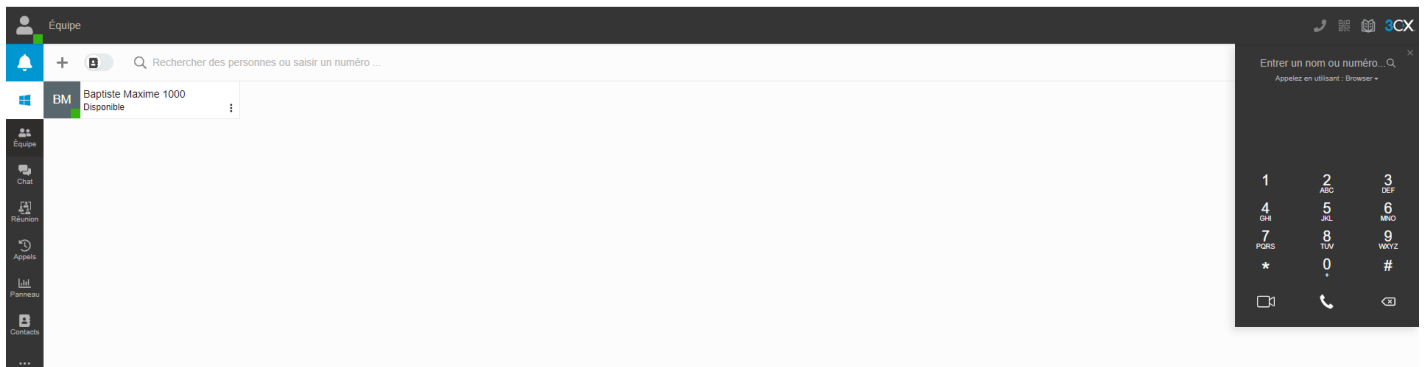 Équipe
3CX
Rechercher des personnes ou saisir un numéro ...
BM
Baptiste Maxime 1000
Disponible
Équipe
Chat
Réunion
Appels
Panneau
Contacts
Entrer un nom ou numéro...
Appelez en utilisant : Browser
1
2
3
ABC
DEF
4
5
6
GHI
JKL
MNO
7
8
9
PQRS
TUV
WXYZ
*
0
#
+